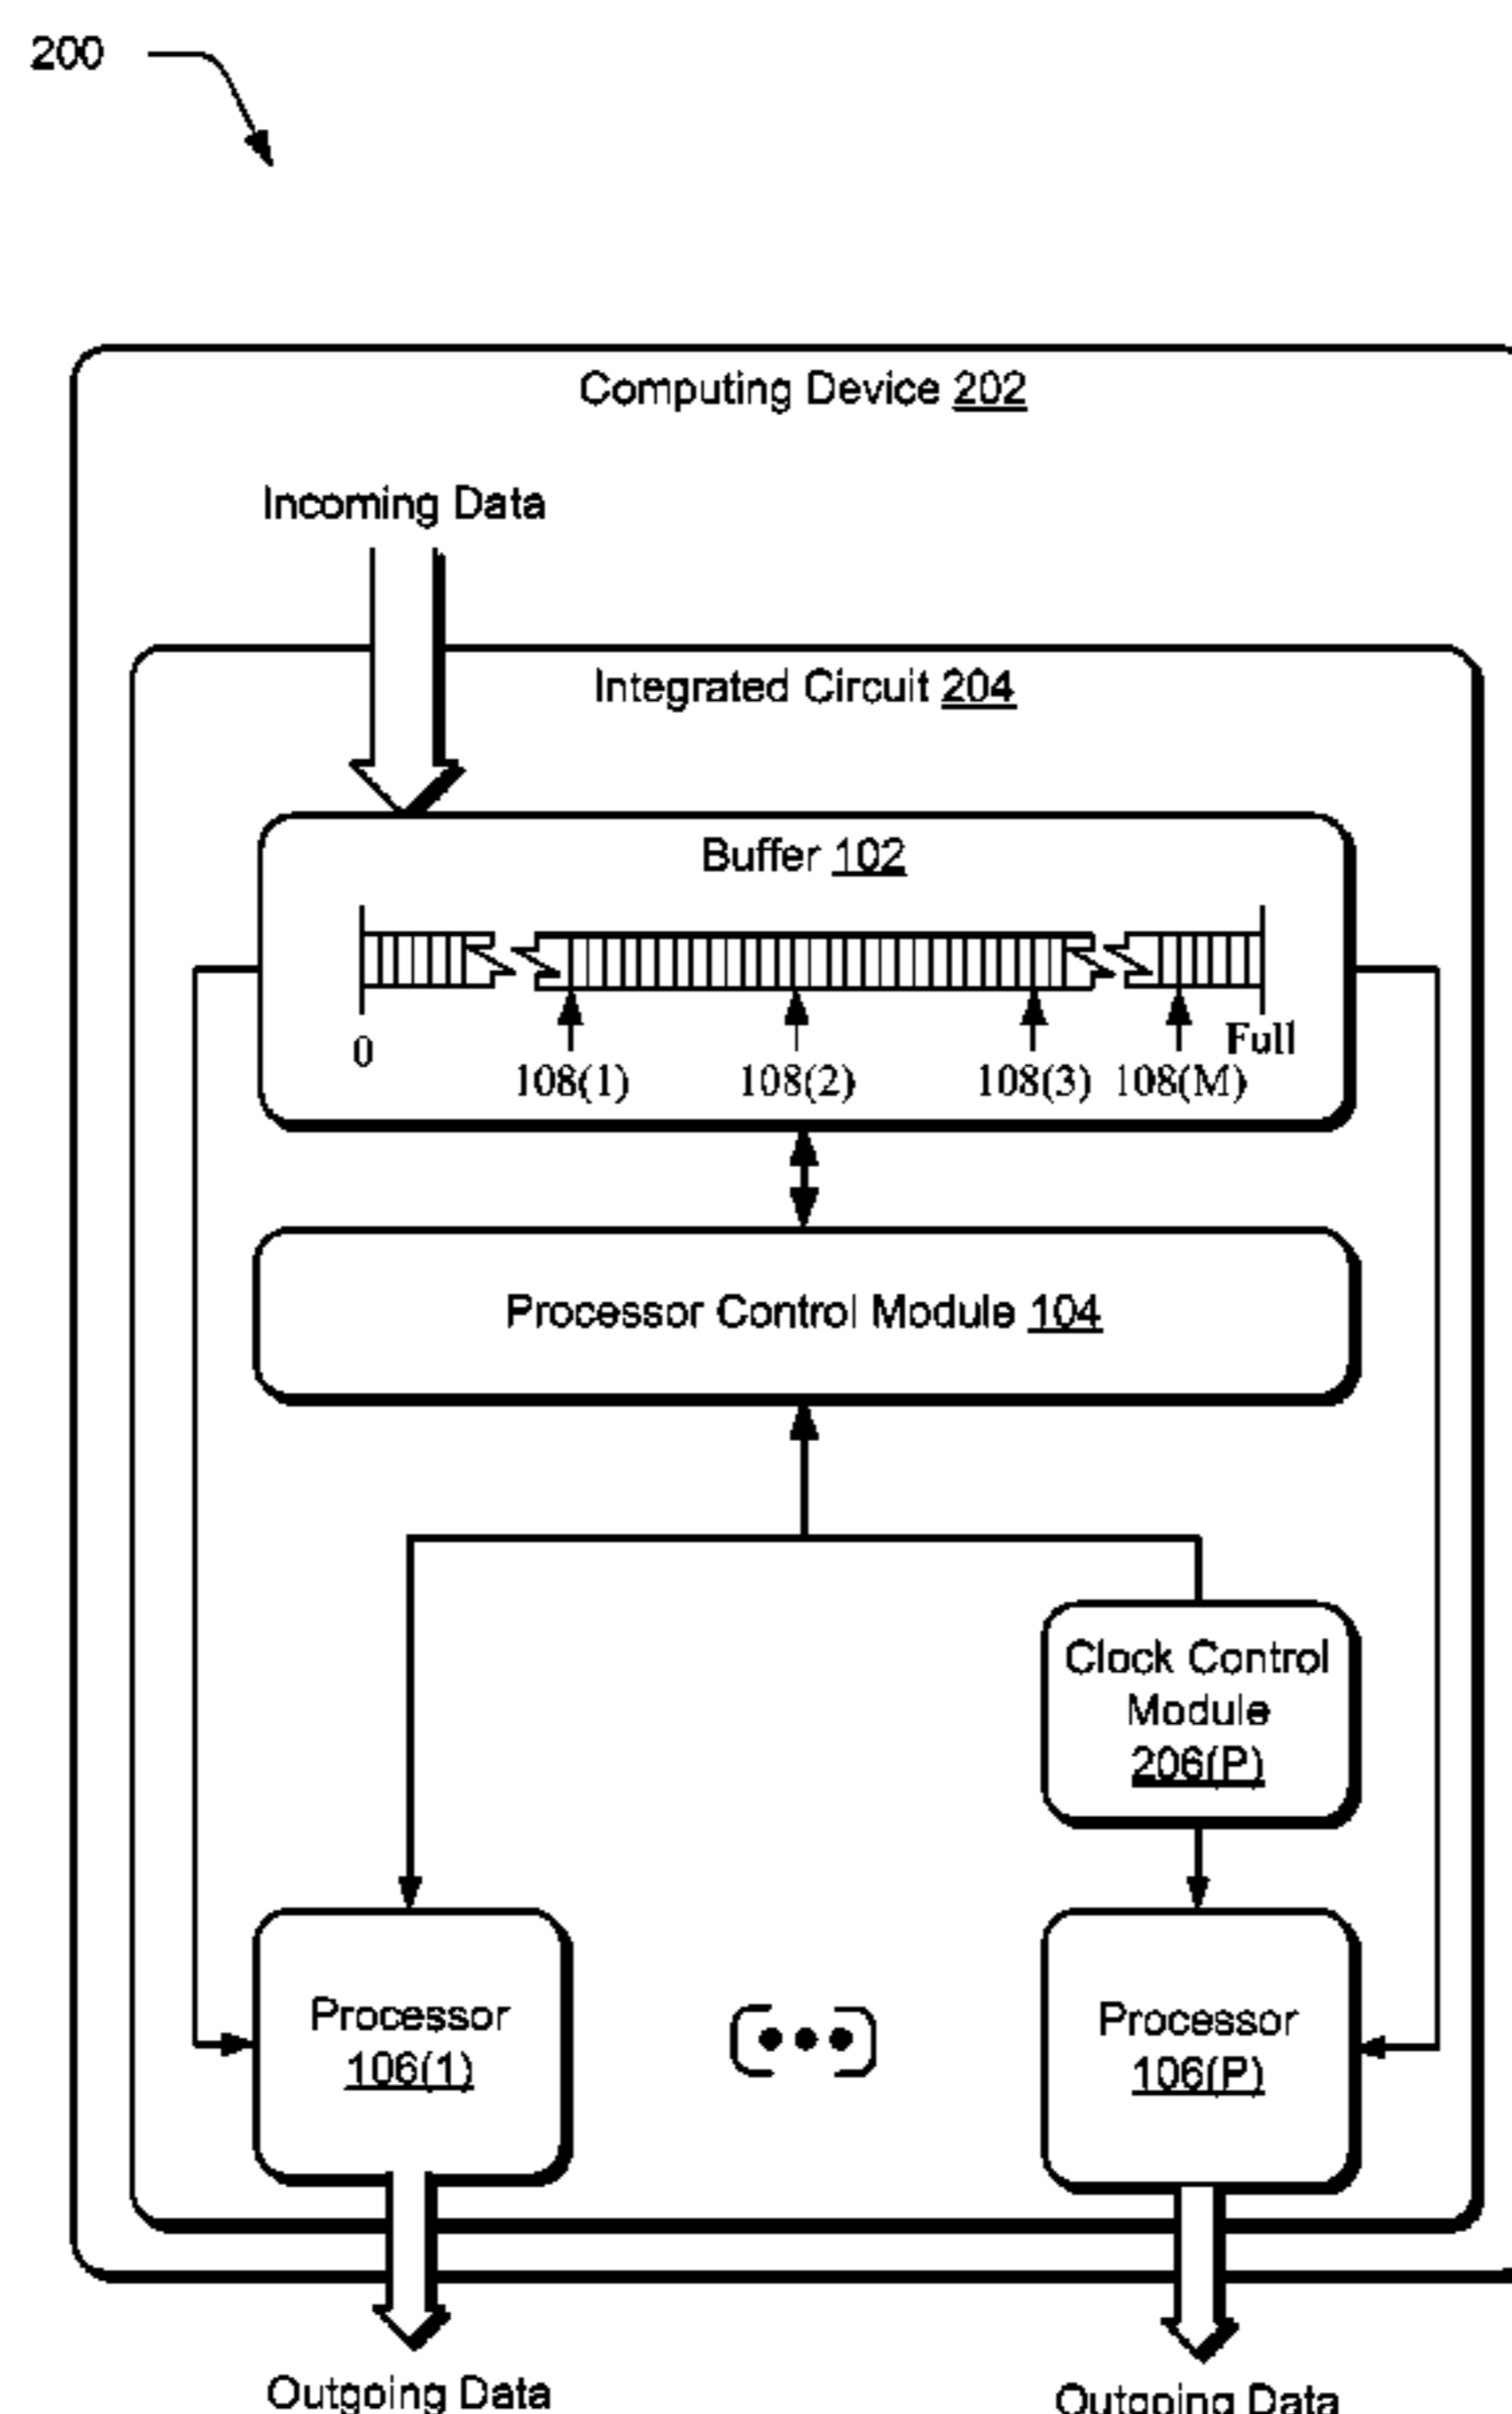 200
Computing Device 202
Incoming Data
Integrated Circuit 204
Buffer 102
0
108(1)
108(2)
108(3)
108(M)
Full
Processor Control Module 104
Clock Control
Module
206(P)
Processor
106(1)
Processor
106(P)
Outgoing Data
Outgoing Data